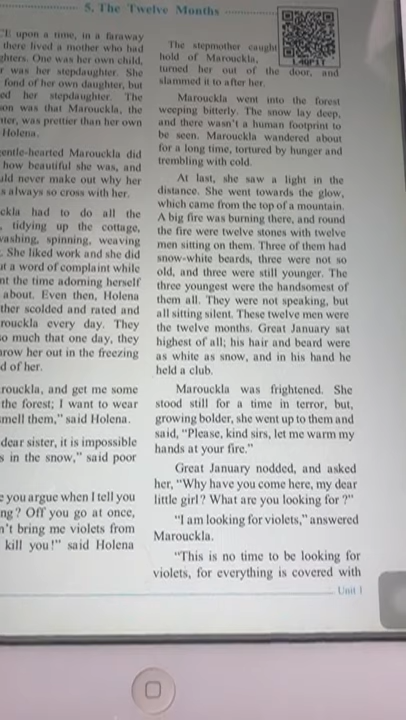 5. The Twelve Months
upon a time, in a faraway
there lived a mother who had
One was her own child,
was her stepdaughter. She
fond of her own daughter, but
her stepdaughter. The
was that Marouckla, the
was prettier than her own
Holena.
Marouckla did
how beautiful she was, and
never make out why her
always so cross with her.
had to do all the
tidying up the cottage,
spinning, weaving
She liked work and she did
a word of complaint while
the time adorning herself
about. Even then, Holena
scolded and rated and
every day. They
so much that one day, they
her out in the freezing
of her.
and get me some
the forest; I want to wear
said Holena.
dear sister, it is impossible
in the snow," said poor
you argue when I tell you
Off you go at once,
bring me violets from
kill you!" said Holena
The stepmother caught
hold of Marouckla,
turned her out of the door, and
slammed it to after her.
L4QP1T
Marouckla went into the forest
weeping bitterly. The snow lay deep,
and there wasn't a human footprint to
be seen. Marouckla wandered about
for a long time, tortured by hunger and
trembling with cold.
At last, she saw a light in the
distance. She went towards the glow,
which came from the top of a mountain.
A big fire was burning there, and round
the fire were twelve stones with twelve
men sitting on them. Three of them had
snow-white beards, three were not so
old, and three were still younger. The
three youngest were the handsomest of
them all. They were not speaking, but
all sitting silent. These twelve men were
the twelve months. Great January sat
highest of all; his hair and beard were
as white as snow, and in his hand he
held a club.
Marouckla was frightened. She
stood still for a time in terror, but,
growing bolder, she went up to them and
said, "Please, kind sirs, let me warm my
hands at your fire."
Great January nodded, and asked
her, "Why have you come here, my dear
little girl? What are you looking for ?"
"I am looking for violets," answered
Marouckla.
"This is no time to be looking for
violets, for everything is covered with
Unit 1